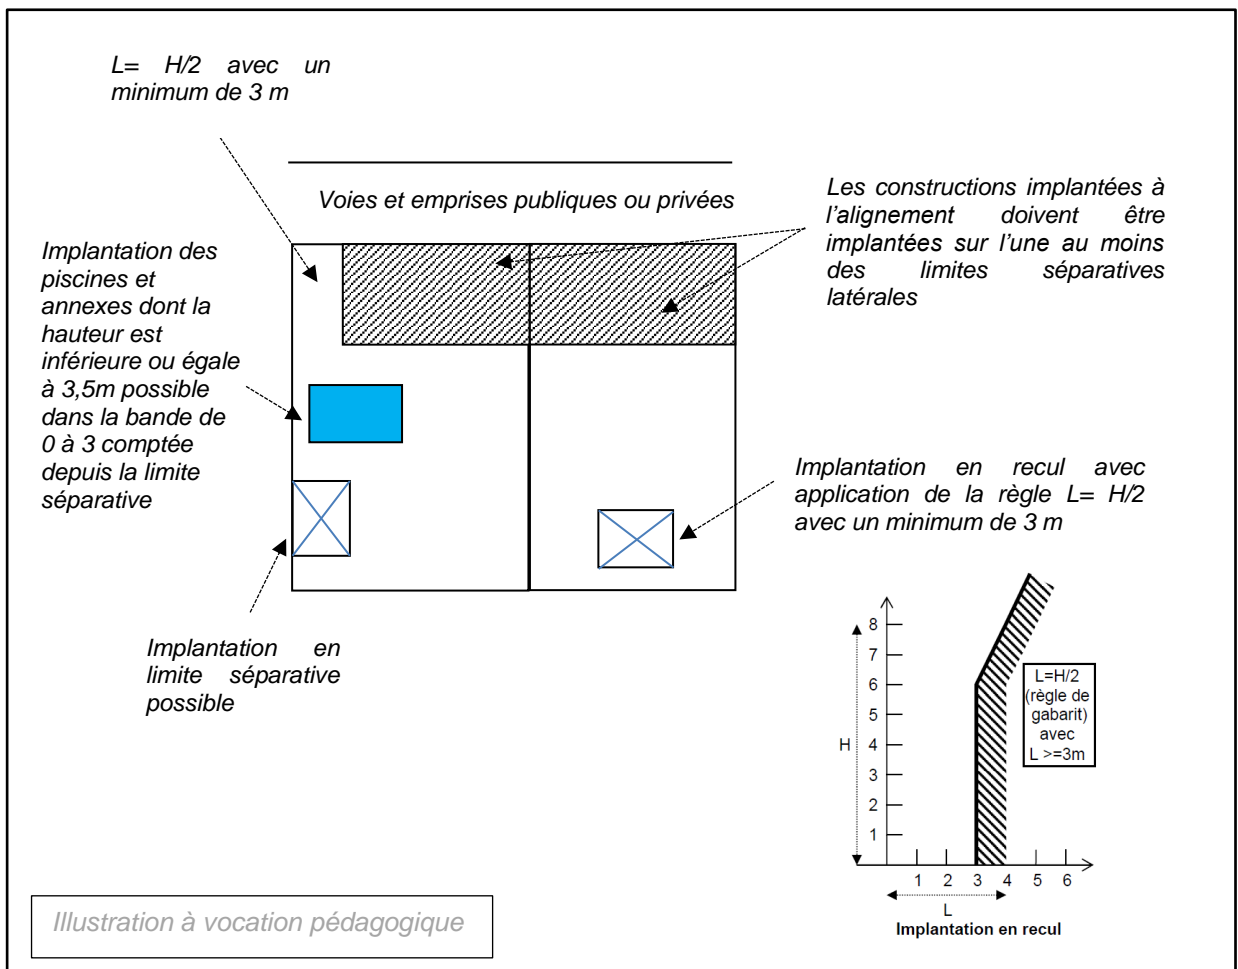 L= H/2 avec un
minimum de 3 m
Voies et emprises publiques ou privées
Les constructions implantées à
l'alignement doivent être
implantées sur l'une au moins
des limites séparatives
latérales
Implantation des
piscines et
annexes dont la
hauteur est
inférieure ou égale
à 3,5m possible
dans la bande de
0 à 3 comptée
depuis la limite
séparative
Implantation en recul avec
application de la règle L= H/2
avec un minimum de 3 m
Implantation en
limite séparative
possible
8
7
6
5
4
3
2
1
H
L=H/2
(règle de
gabarit)
avec
L >=3m
1 2 3 4 5 6
L
Implantation en recul
Illustration à vocation pédagogique